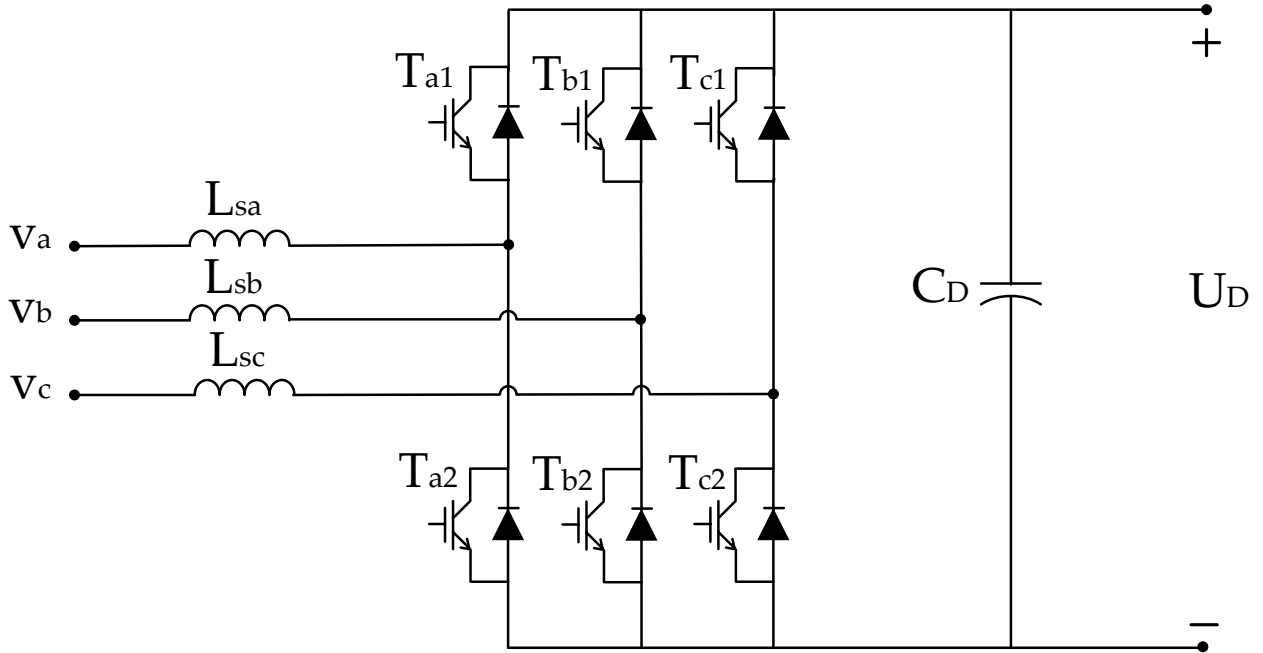 +
Ta1 Tb1 Tc1
Lsa
va
Lsb
vb
CD UD
Lsc
vc
Ta2 Tb2 Tc2
−